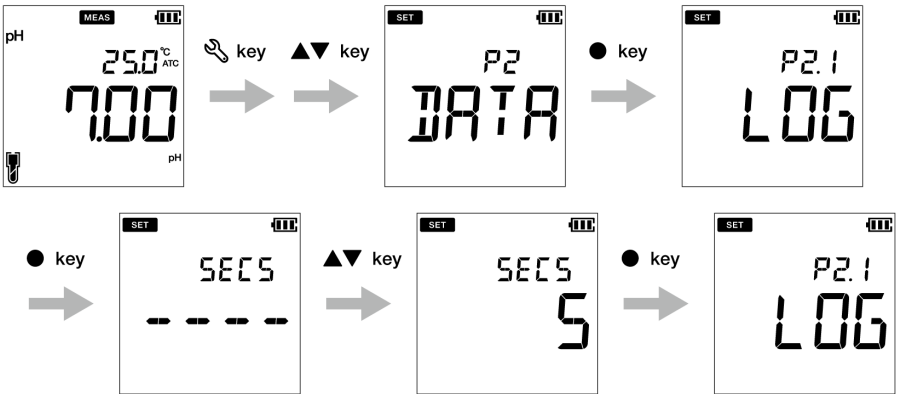 MEAS
pH
25.0 °C
ATC
7.00
pH
key
▲▼ key
SET
P2
DATA
● key
SET
P2.1
LOG
● key
SET
SECS
- - - -
▲▼ key
SET
SECS
5
● key
SET
P2.1
LOG